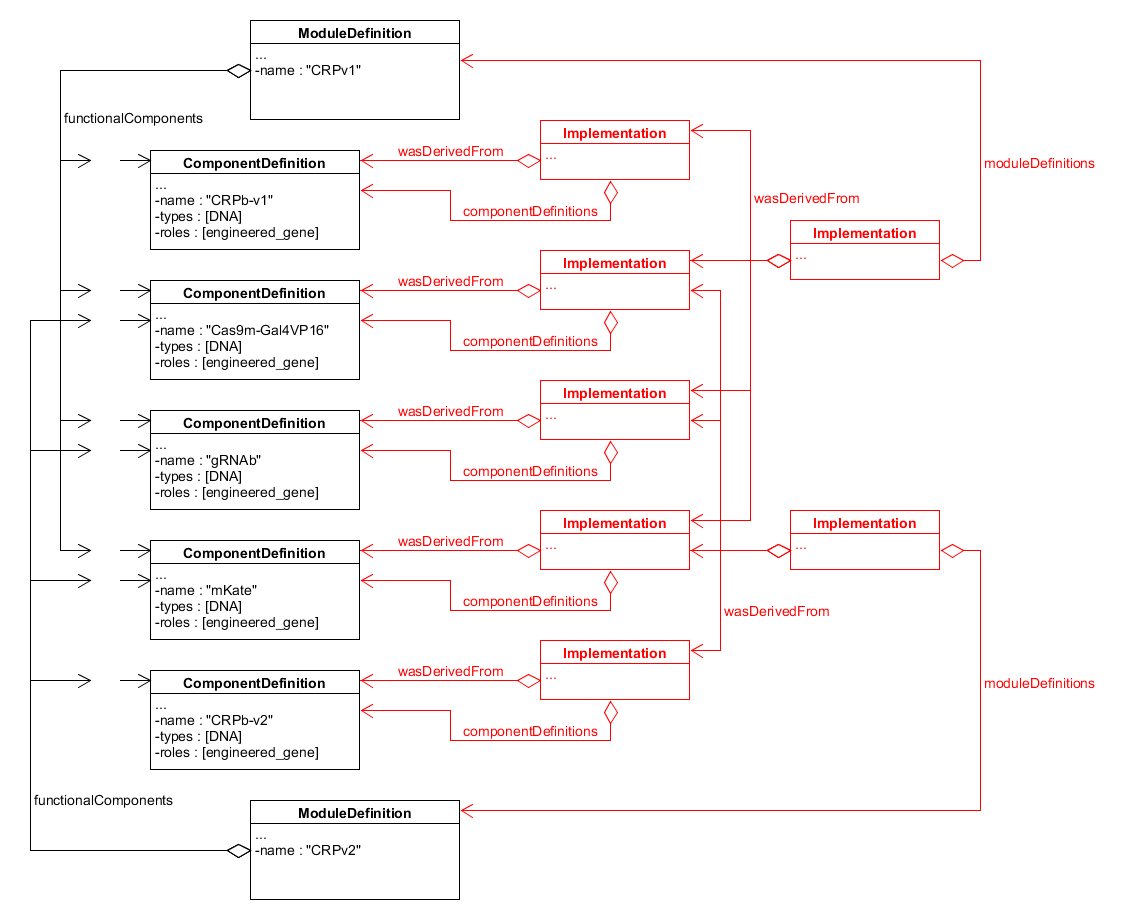 ModuleDefinition
...
-name : "CRPv1"
functionalComponents
Implementation
...
wasDerivedFrom
ComponentDefinition
...
-name : "CRPb-v1"
-types : [DNA]
-roles : [engineered_gene]
componentDefinitions
moduleDefinitions
wasDerivedFrom
Implementation
...
Implementation
...
wasDerivedFrom
ComponentDefinition
...
-name : "Cas9m-Gal4VP16"
-types : [DNA]
-roles : [engineered_gene]
componentDefinitions
Implementation
...
wasDerivedFrom
ComponentDefinition
...
-name : "gRNAb"
-types : [DNA]
-roles : [engineered_gene]
componentDefinitions
Implementation
...
Implementation
...
wasDerivedFrom
ComponentDefinition
...
-name : "mKate"
-types : [DNA]
-roles : [engineered_gene]
componentDefinitions
wasDerivedFrom
Implementation
...
wasDerivedFrom
ComponentDefinition
...
-name : "CRPb-v2"
-types : [DNA]
-roles : [engineered_gene]
componentDefinitions
moduleDefinitions
functionalComponents
ModuleDefinition
...
-name : "CRPv2"